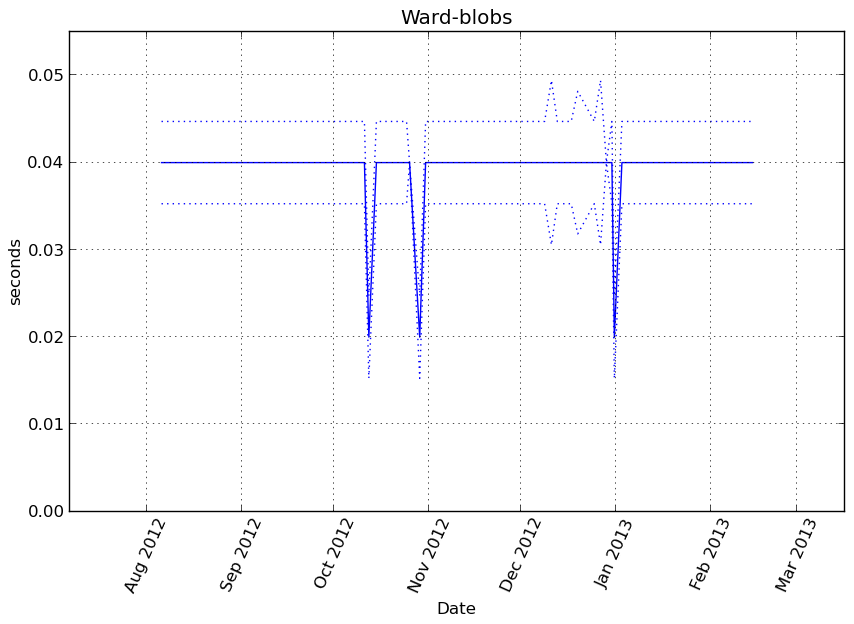 Ward-blobs
0.05
0.04
0.03
0.02
0.01
0.00
seconds
Aug 2012
Sep 2012
Oct 2012
Nov 2012
Dec 2012
Jan 2013
Feb 2013
Mar 2013
Date